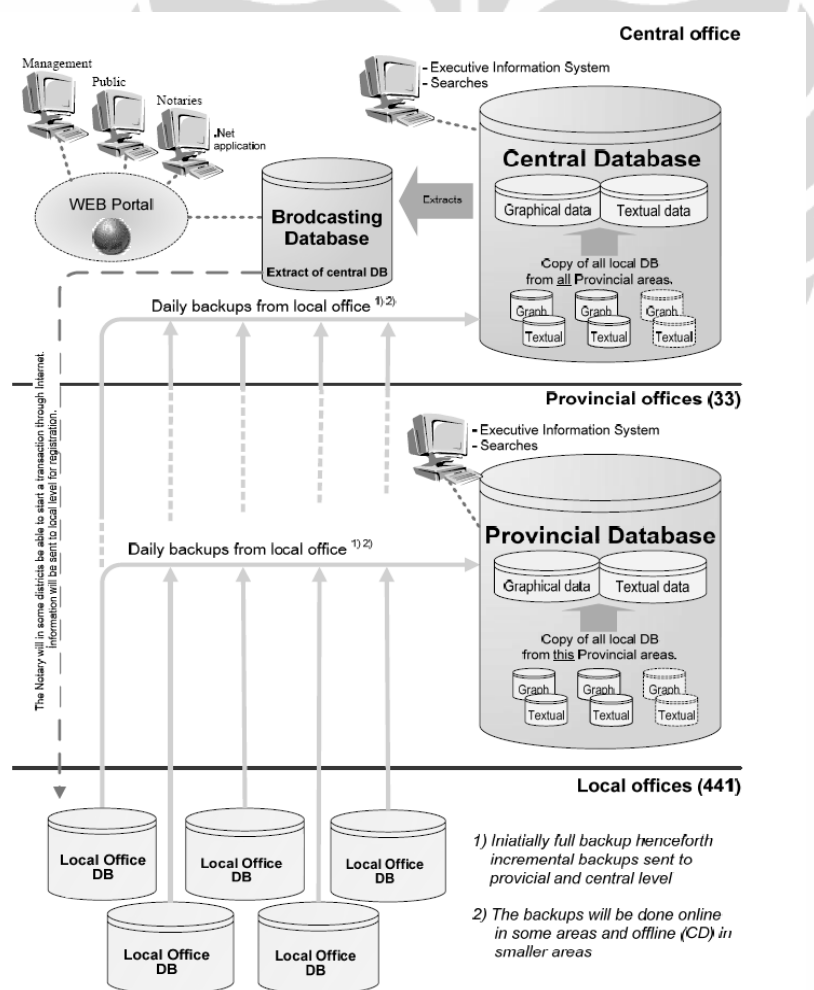 Central office
Management
Public
Notaries
.Net
application
WEB Portal
- Executive Information System
- Searches
Central Database
Graphical data
Textual data
Extracts
Brodcasting
Database
Extract of central DB
Copy of all local DB
from all Provincial areas.
Graph
Graph
Graph
Textual
Textual
Textual
Daily backups from local office 1) 2)
The Notary will in some districts be able to start a transaction through Internet.
Information will be sent to local level for registration.
Provincial offices (33)
- Executive Information System
- Searches
Provincial Database
Graphical data
Textual data
Copy of all local DB
from this Provincial areas.
Graph
Graph
Graph
Textual
Textual
Textual
Daily backups from local office 1) 2)
Local offices (441)
Local Office
DB
Local Office
DB
Local Office
DB
Local Office
DB
Local Office
DB
1) Iniatially full backup henceforth
incremental backups sent to
provicial and central level
2) The backups will be done online
in some areas and offline (CD) in
smaller areas